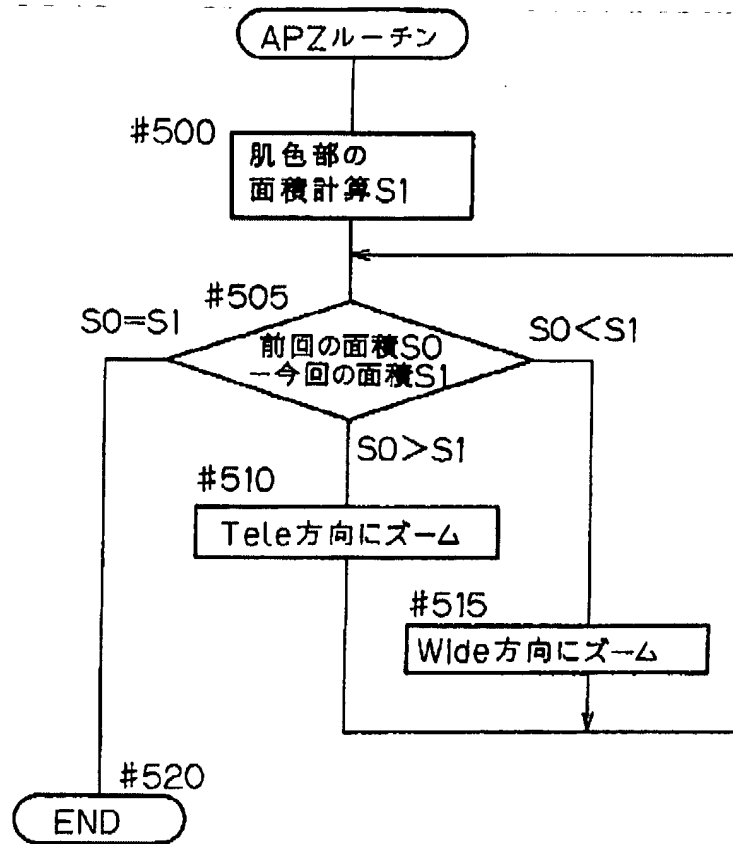 APZルーチン
#500
肌色部の
面積計算S1
#505
S0=S1
S0<S1
前回の面積S0
−今回の面積S1
S0>S1
#510
Tele方向にズーム
#515
Wide方向にズーム
#520
END